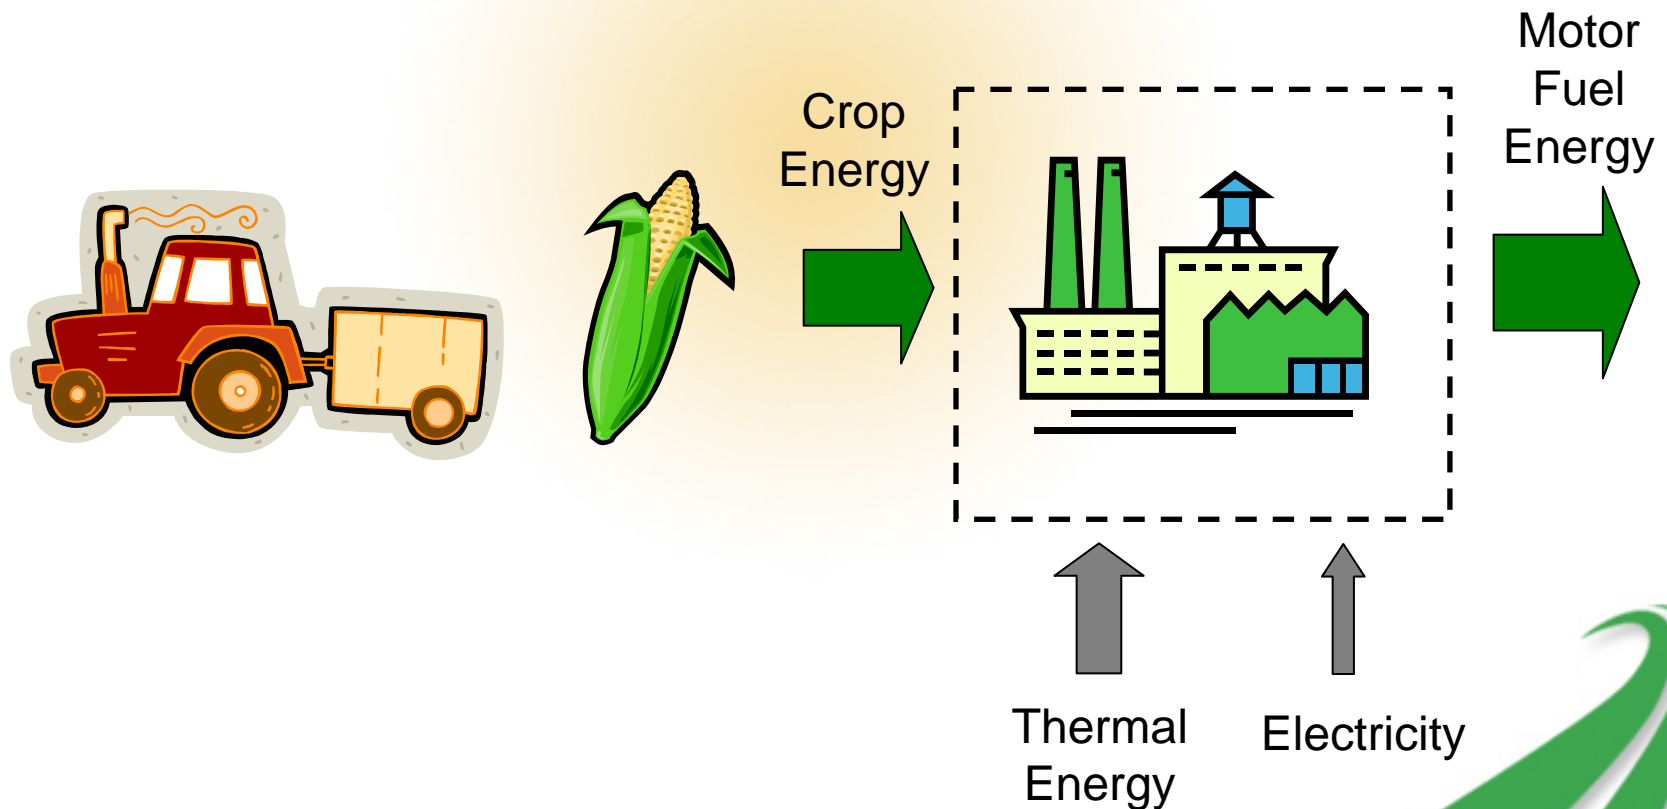 Crop
Energy
Motor
Fuel
Energy
Thermal
Energy
Electricity